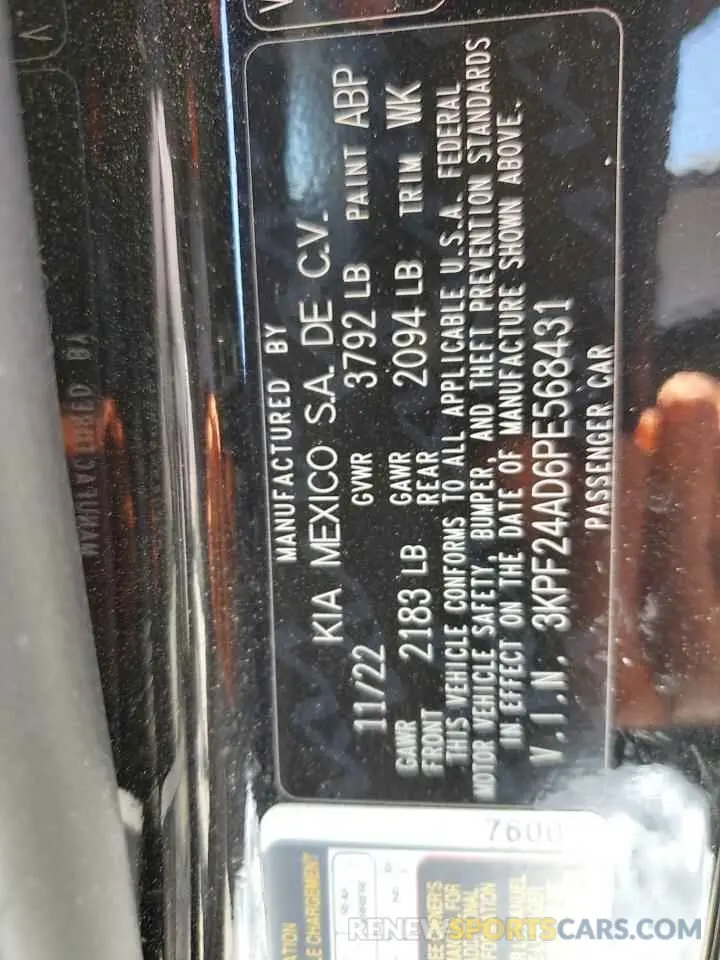 MANUFACTURED BY
KIA MEXICO S.A. DE C.V.
11/22 GVWR 3792 LB PAINT ABP
GAWR FRONT 2183 LB GAWR REAR 2094 LB TRIM WK
THIS VEHICLE CONFORMS TO ALL APPLICABLE U.S.A. FEDERAL
MOTOR VEHICLE SAFETY, BUMPER, AND THEFT PREVENTION STANDARDS
IN EFFECT ON THE DATE OF MANUFACTURE SHOWN ABOVE.
V.I.N. 3KPF24AD6PE568431
PASSENGER CAR
7600
LE CHARGEMENT
RENEWSPORTSCARS.COM